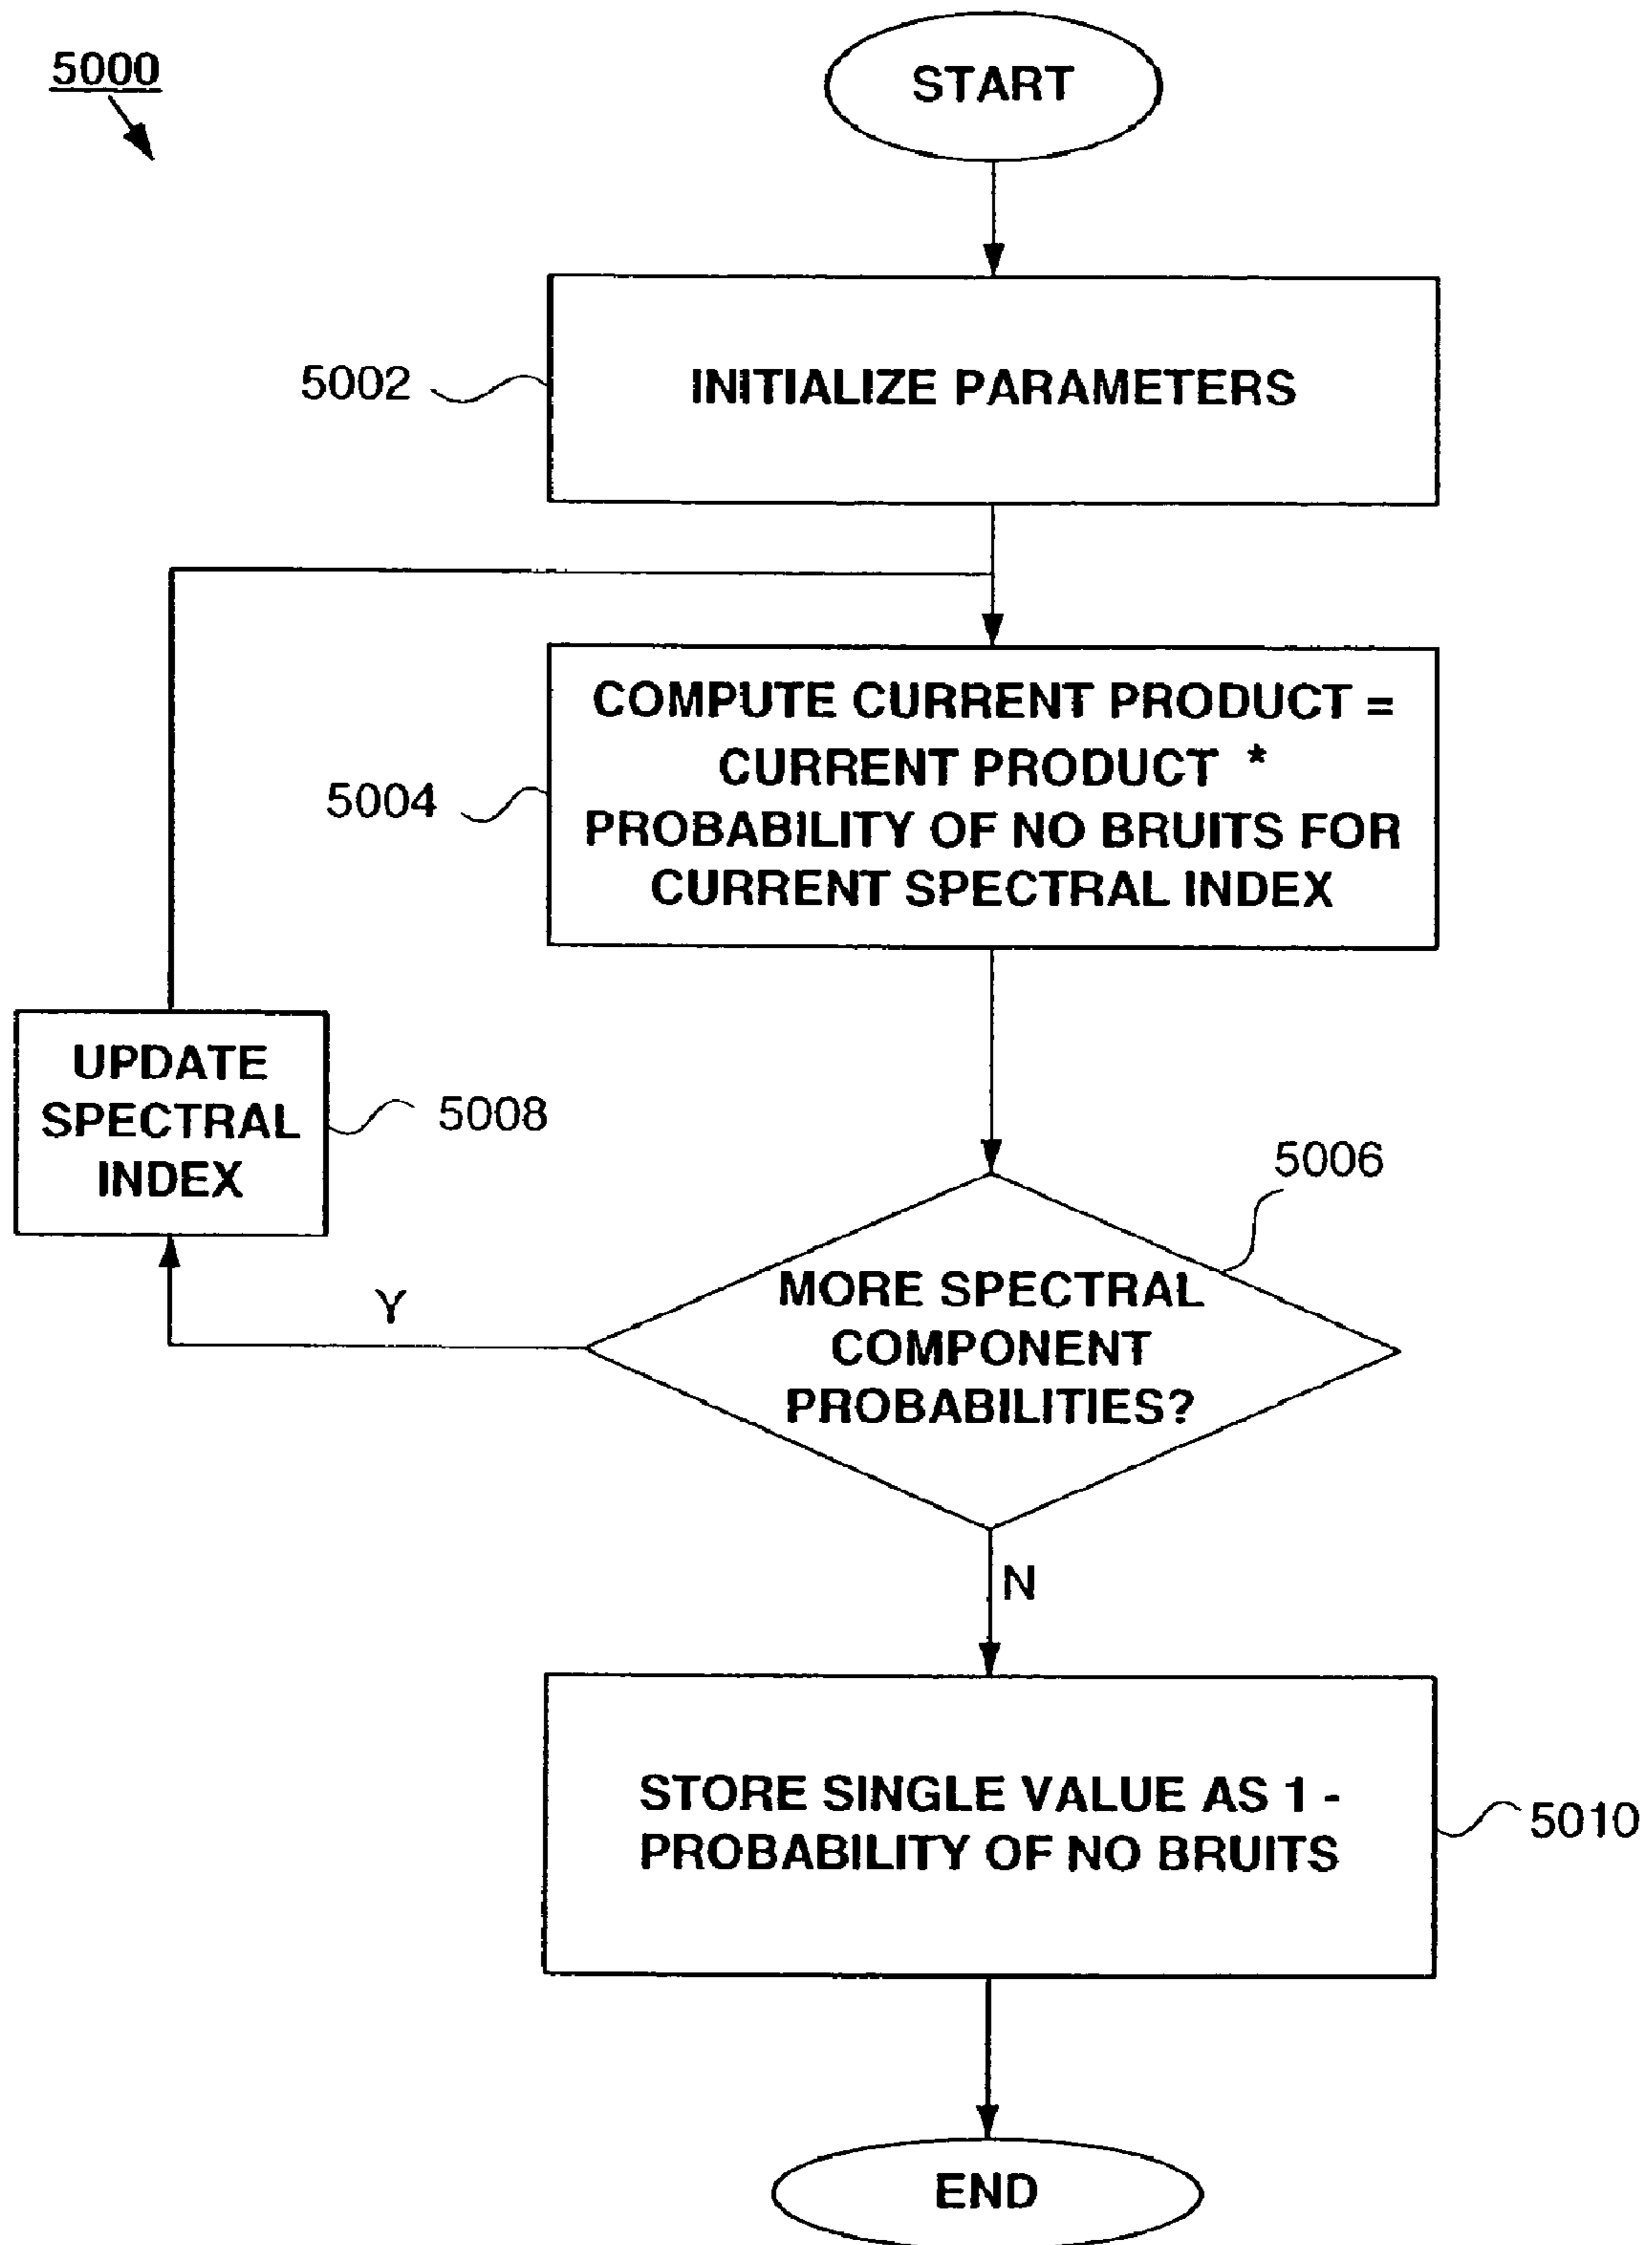 5000
START
5002
INITIALIZE PARAMETERS
5004
COMPUTE CURRENT PRODUCT =
CURRENT PRODUCT *
PROBABILITY OF NO BRUITS FOR
CURRENT SPECTRAL INDEX
UPDATE
SPECTRAL
INDEX
5008
5006
MORE SPECTRAL
COMPONENT
PROBABILITIES?
Y
N
STORE SINGLE VALUE AS 1 -
PROBABILITY OF NO BRUITS
5010
END